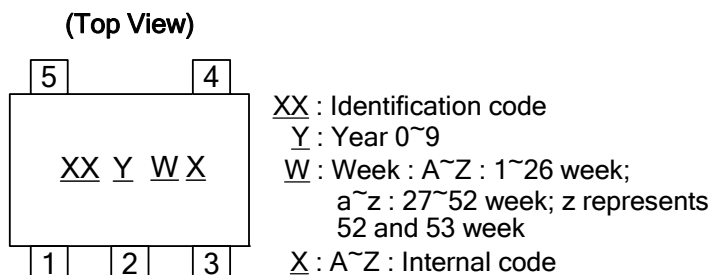 (Top View)
5 4
XX Y W X
1 2 3
XX : Identification code
Y : Year 0~9
W : Week : A~Z : 1~26 week;
a~z : 27~52 week; z represents
52 and 53 week
X : A~Z : Internal code